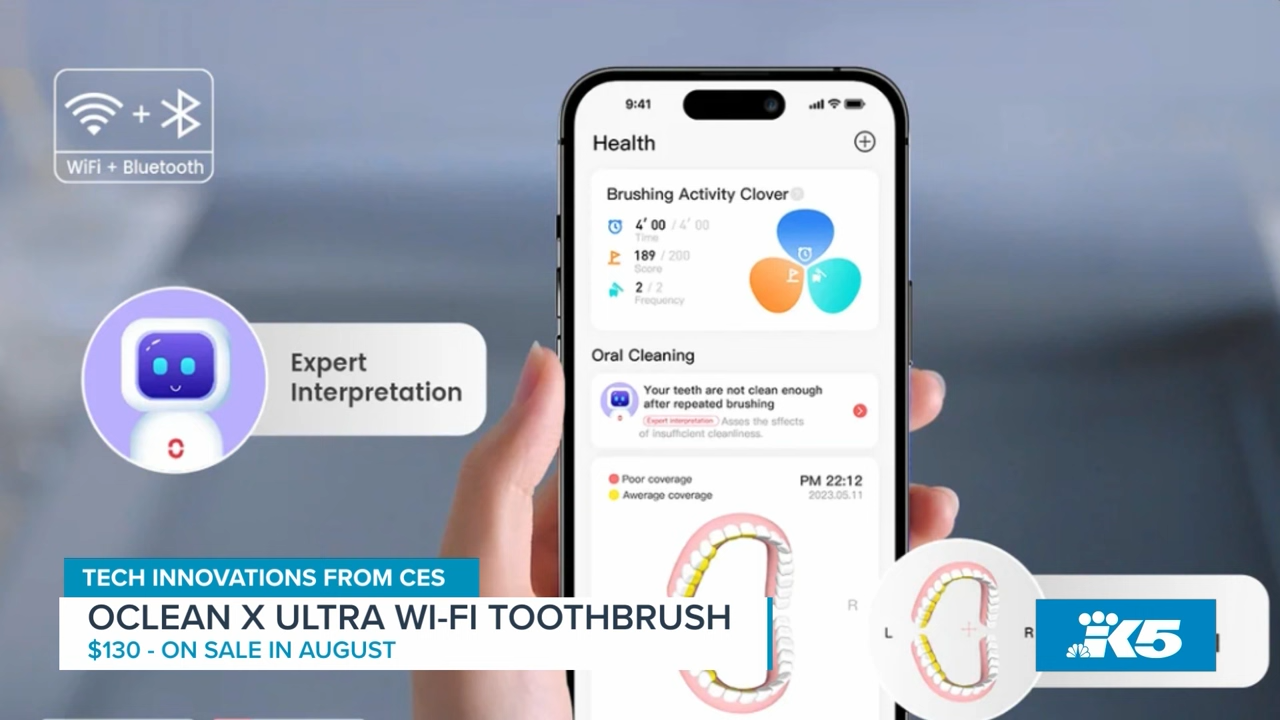 WiFi + Bluetooth
Expert
Interpretation
9:41
Health
Brushing Activity Clover
4' 00 / 4' 00
Time
189 / 200
Score
2 / 2
Frequency
Oral Cleaning
Your teeth are not clean enough
after repeated brushing
Expert interpretation Asses the sffects
of insufficient cleanliness.
Poor coverage
Awerage coverage
PM 22:12
2023.05.11
R
L
R
TECH INNOVATIONS FROM CES
OCLEAN X ULTRA WI-FI TOOTHBRUSH
$130 - ON SALE IN AUGUST
K5